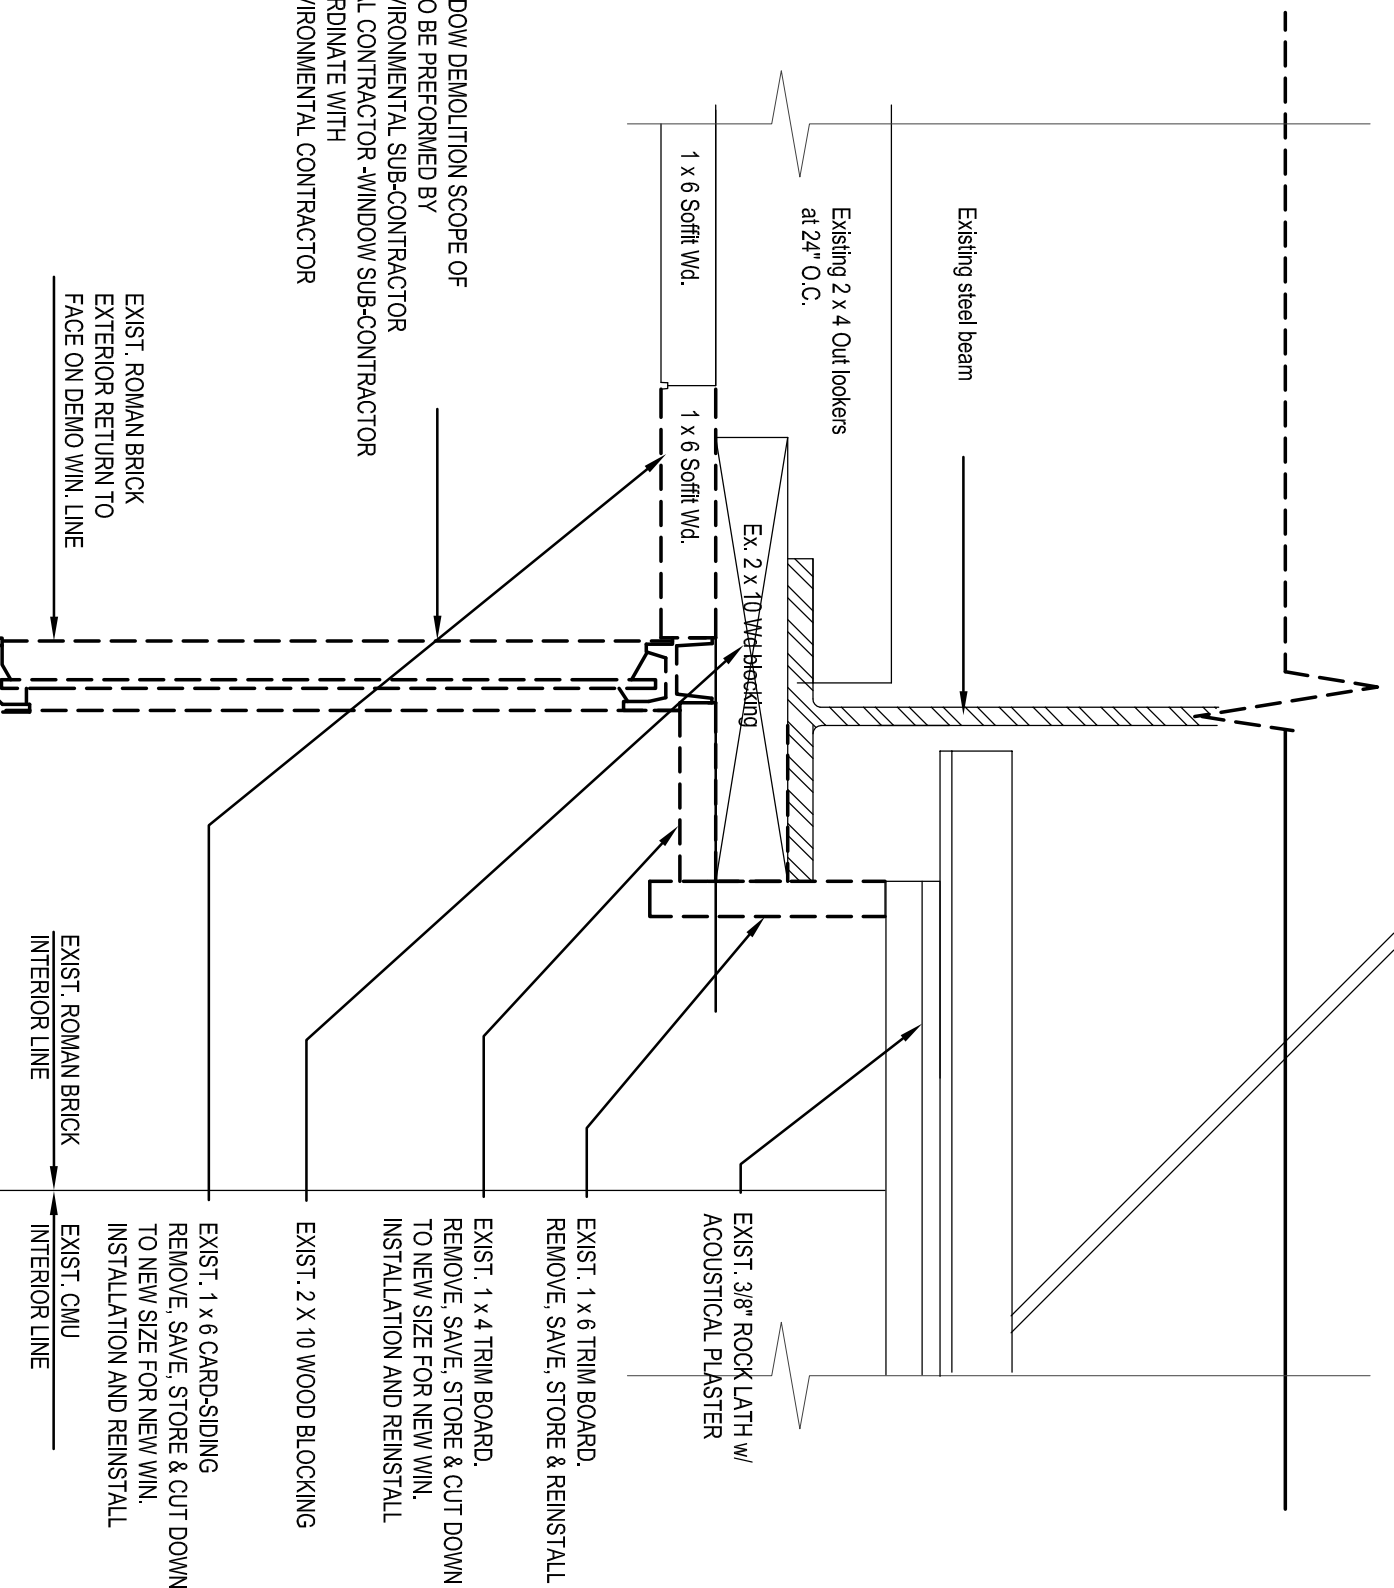 Existing steel beam
Existing 2 x 4 Out lookers
at 24" O.C.
1 x 6 Soffit Wd.
1 x 6 Soffit Wd.
Ex. 2 x 10 Wd blocking
DOW DEMOLITION SCOPE OF
O BE PREFORMED BY
VIRONMENTAL SUB-CONTRACTOR
AL CONTRACTOR -WINDOW SUB-CONTRACTOR
RDINATE WITH
VIRONMENTAL CONTRACTOR
EXIST. ROMAN BRICK
EXTERIOR RETURN TO
FACE ON DEMO WIN. LINE
EXIST. 3/8" ROCK LATH w/
ACOUSTICAL PLASTER
EXIST. 1 x 6 TRIM BOARD.
REMOVE, SAVE, STORE & REINSTALL
EXIST. 1 x 4 TRIM BOARD.
REMOVE, SAVE, STORE & CUT DOWN
TO NEW SIZE FOR NEW WIN.
INSTALLATION AND REINSTALL
EXIST. 2 X 10 WOOD BLOCKING
EXIST. 1 x 6 CARD-SIDING
REMOVE, SAVE, STORE & CUT DOWN
TO NEW SIZE FOR NEW WIN.
INSTALLATION AND REINSTALL
EXIST. ROMAN BRICK
INTERIOR LINE
EXIST. CMU
INTERIOR LINE